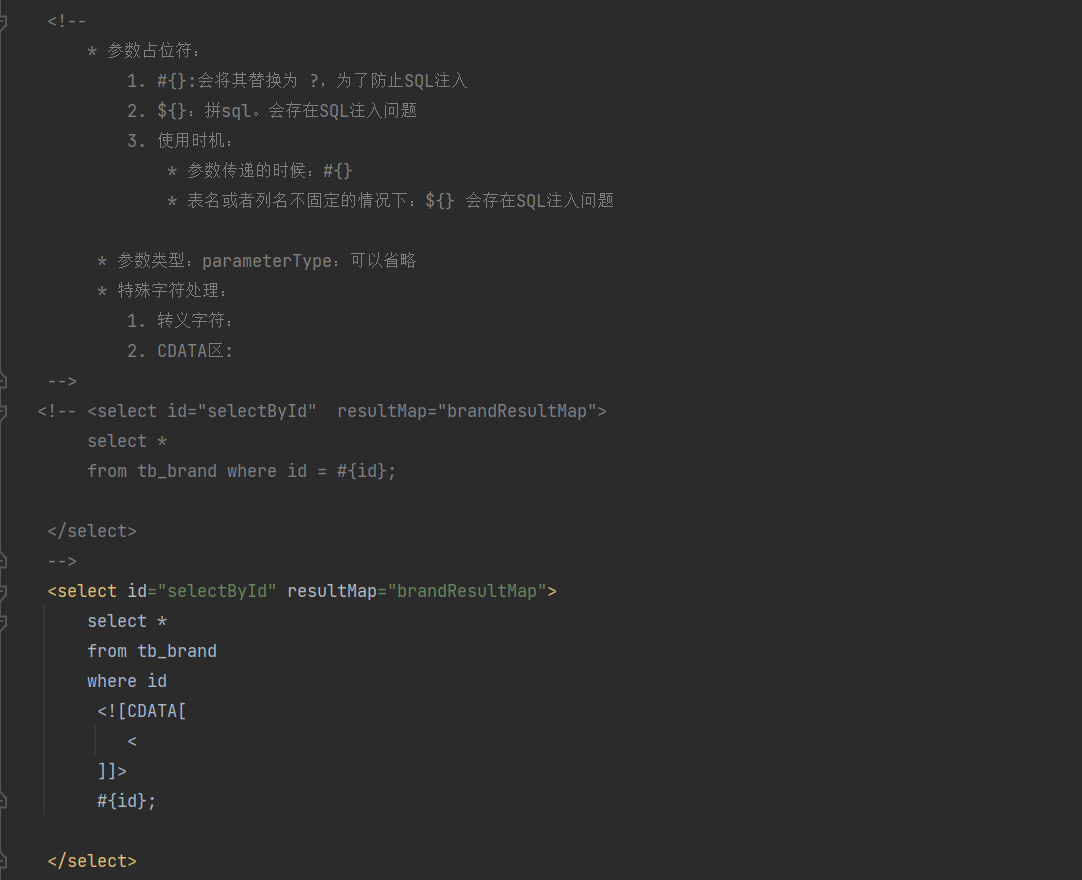 <!--
* 参数占位符：
1. #{}:会将其替换为 ?，为了防止SQL注入
2. ${}：拼sql。会存在SQL注入问题
3. 使用时机：
* 参数传递的时候：#{}
* 表名或者列名不固定的情况下：${} 会存在SQL注入问题
* 参数类型：parameterType：可以省略
* 特殊字符处理：
1. 转义字符：
2. CDATA区:
-->
<!-- <select id="selectById"  resultMap="brandResultMap">
select *
from tb_brand where id = #{id};
</select>
-->
<select id="selectById" resultMap="brandResultMap">
select *
from tb_brand
where id
<![CDATA[
<
]]>
#{id};
</select>